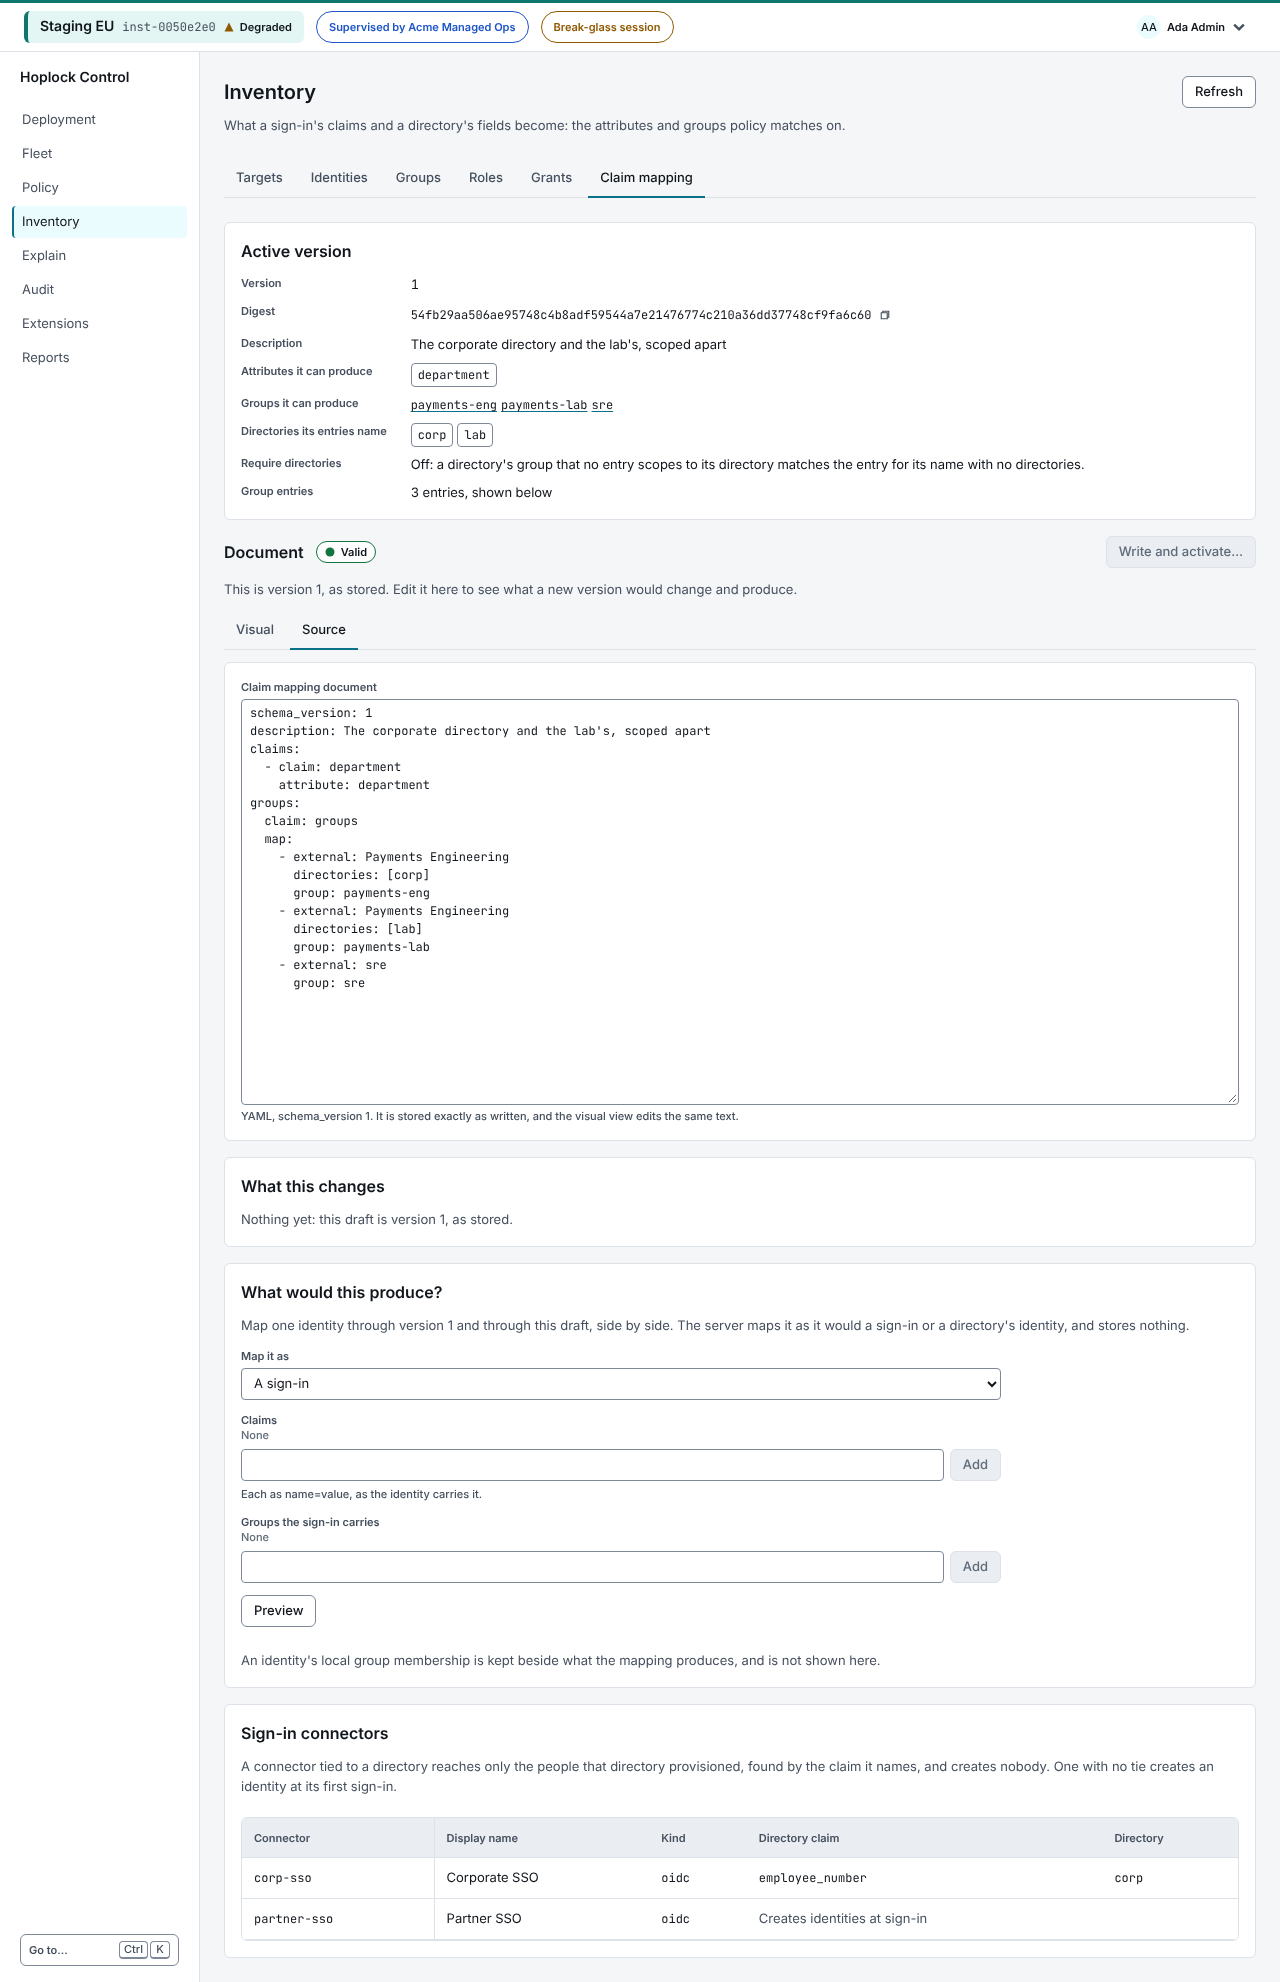 Staging EU inst-0050e2e0 Degraded Supervised by Acme Managed Ops Break-glass session AA Ada Admin
Hoplock Control
Deployment
Fleet
Policy
Inventory
Explain
Audit
Extensions
Reports
Go to... Ctrl K
Inventory Refresh
What a sign-in's claims and a directory's fields become: the attributes and groups policy matches on.
Targets Identities Groups Roles Grants Claim mapping
Active version
Version 1
Digest 54fb29aa506ae95748c4b8adf59544a7e21476774c210a36dd37748cf9fa6c60
Description The corporate directory and the lab's, scoped apart
Attributes it can produce department
Groups it can produce payments-eng payments-lab sre
Directories its entries name corp lab
Require directories Off: a directory's group that no entry scopes to its directory matches the entry for its name with no directories.
Group entries 3 entries, shown below
Document Valid Write and activate...
This is version 1, as stored. Edit it here to see what a new version would change and produce.
Visual Source
Claim mapping document
schema_version: 1
description: The corporate directory and the lab's, scoped apart
claims:
- claim: department
attribute: department
groups:
claim: groups
map:
- external: Payments Engineering
directories: [corp]
group: payments-eng
- external: Payments Engineering
directories: [lab]
group: payments-lab
- external: sre
group: sre
YAML, schema_version 1. It is stored exactly as written, and the visual view edits the same text.
What this changes
Nothing yet: this draft is version 1, as stored.
What would this produce?
Map one identity through version 1 and through this draft, side by side. The server maps it as it would a sign-in or a directory's identity, and stores nothing.
Map it as
A sign-in
Claims
None
Add
Each as name=value, as the identity carries it.
Groups the sign-in carries
None
Add
Preview
An identity's local group membership is kept beside what the mapping produces, and is not shown here.
Sign-in connectors
A connector tied to a directory reaches only the people that directory provisioned, found by the claim it names, and creates nobody. One with no tie creates an
identity at its first sign-in.
Connector Display name Kind Directory claim Directory
corp-sso Corporate SSO oidc employee_number corp
partner-sso Partner SSO oidc Creates identities at sign-in